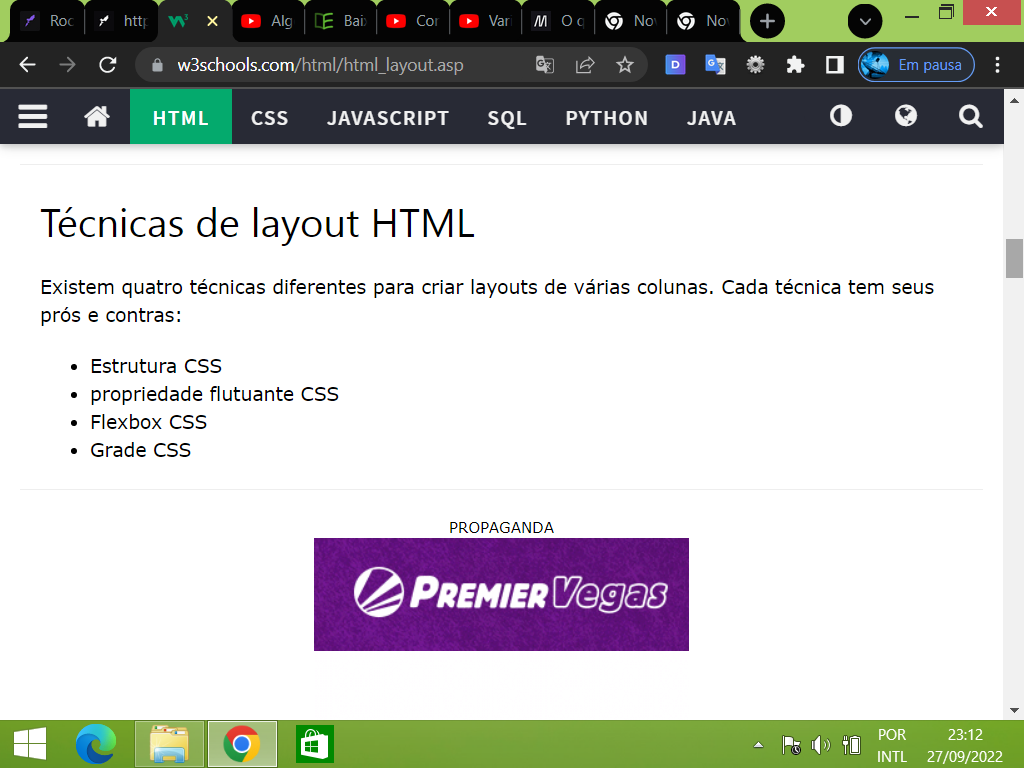 Roc
http
Alg
Bai
Cor
Vari
M
O q
Nov
Nov
w3schools.com/html/html_layout.asp
D
Em pausa
HTML
CSS
JAVASCRIPT
SQL
PYTHON
JAVA
Técnicas de layout HTML
Existem quatro técnicas diferentes para criar layouts de várias colunas. Cada técnica tem seus
prós e contras:
Estrutura CSS
propriedade flutuante CSS
Flexbox CSS
Grade CSS
PROPAGANDA
PREMIER Vegas
POR 23:12
INTL 27/09/2022